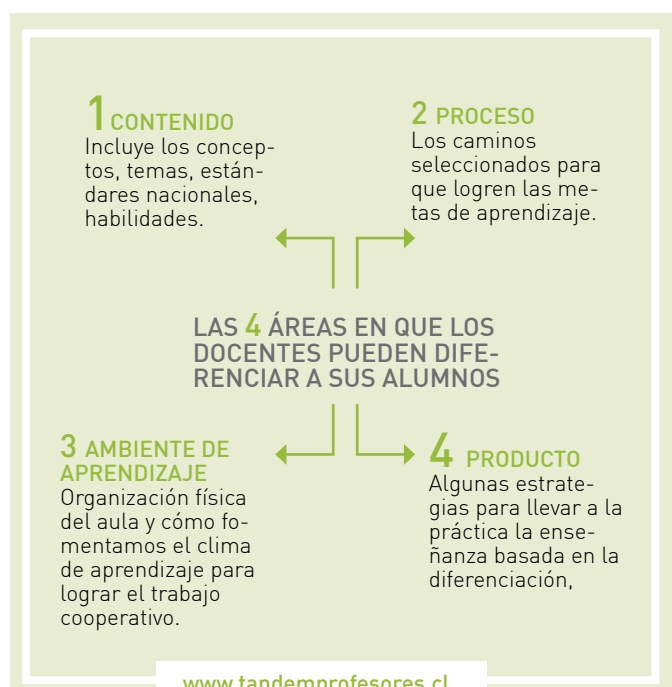 1 CONTENIDO
Incluye los concep-
tos, temas, están-
dares nacionales,
habilidades.
2 PROCESO
Los caminos
seleccionados para
que logren las me-
tas de aprendizaje.
LAS 4 ÁREAS EN QUE LOS
DOCENTES PUEDEN DIFE-
RENCIAR A SUS ALUMNOS
3 AMBIENTE DE
APRENDIZAJE
Organización física
del aula y cómo fo-
mentamos el clima
de aprendizaje para
lograr el trabajo
cooperativo.
4 PRODUCTO
Algunas estrate-
gias para llevar a la
práctica la ense-
ñanza basada en la
diferenciación,
www.tandemprofesores.cl